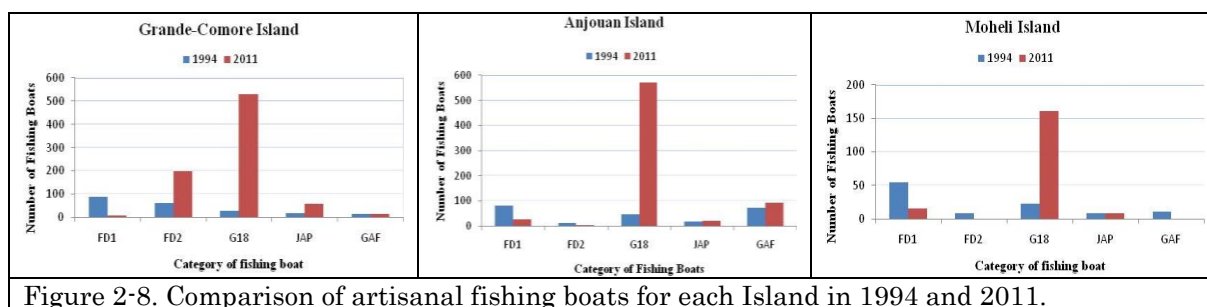 Grande-Comore Island
1994 2011
Number of Fishing Boats
600
500
400
300
200
100
0
FD1 FD2 G18 JAP GAF
Category of fishing boat
Anjouan Island
1994 2011
Number of Fishing Boats
600
500
400
300
200
100
0
FD1 FD2 G18 JAP GAF
Category of Fishing Boats
Moheli Island
1994 2011
Number of Fishing Boats
200
150
100
50
0
FD1 FD2 G18 JAP GAF
Category of fishing boat
Figure 2-8. Comparison of artisanal fishing boats for each Island in 1994 and 2011.